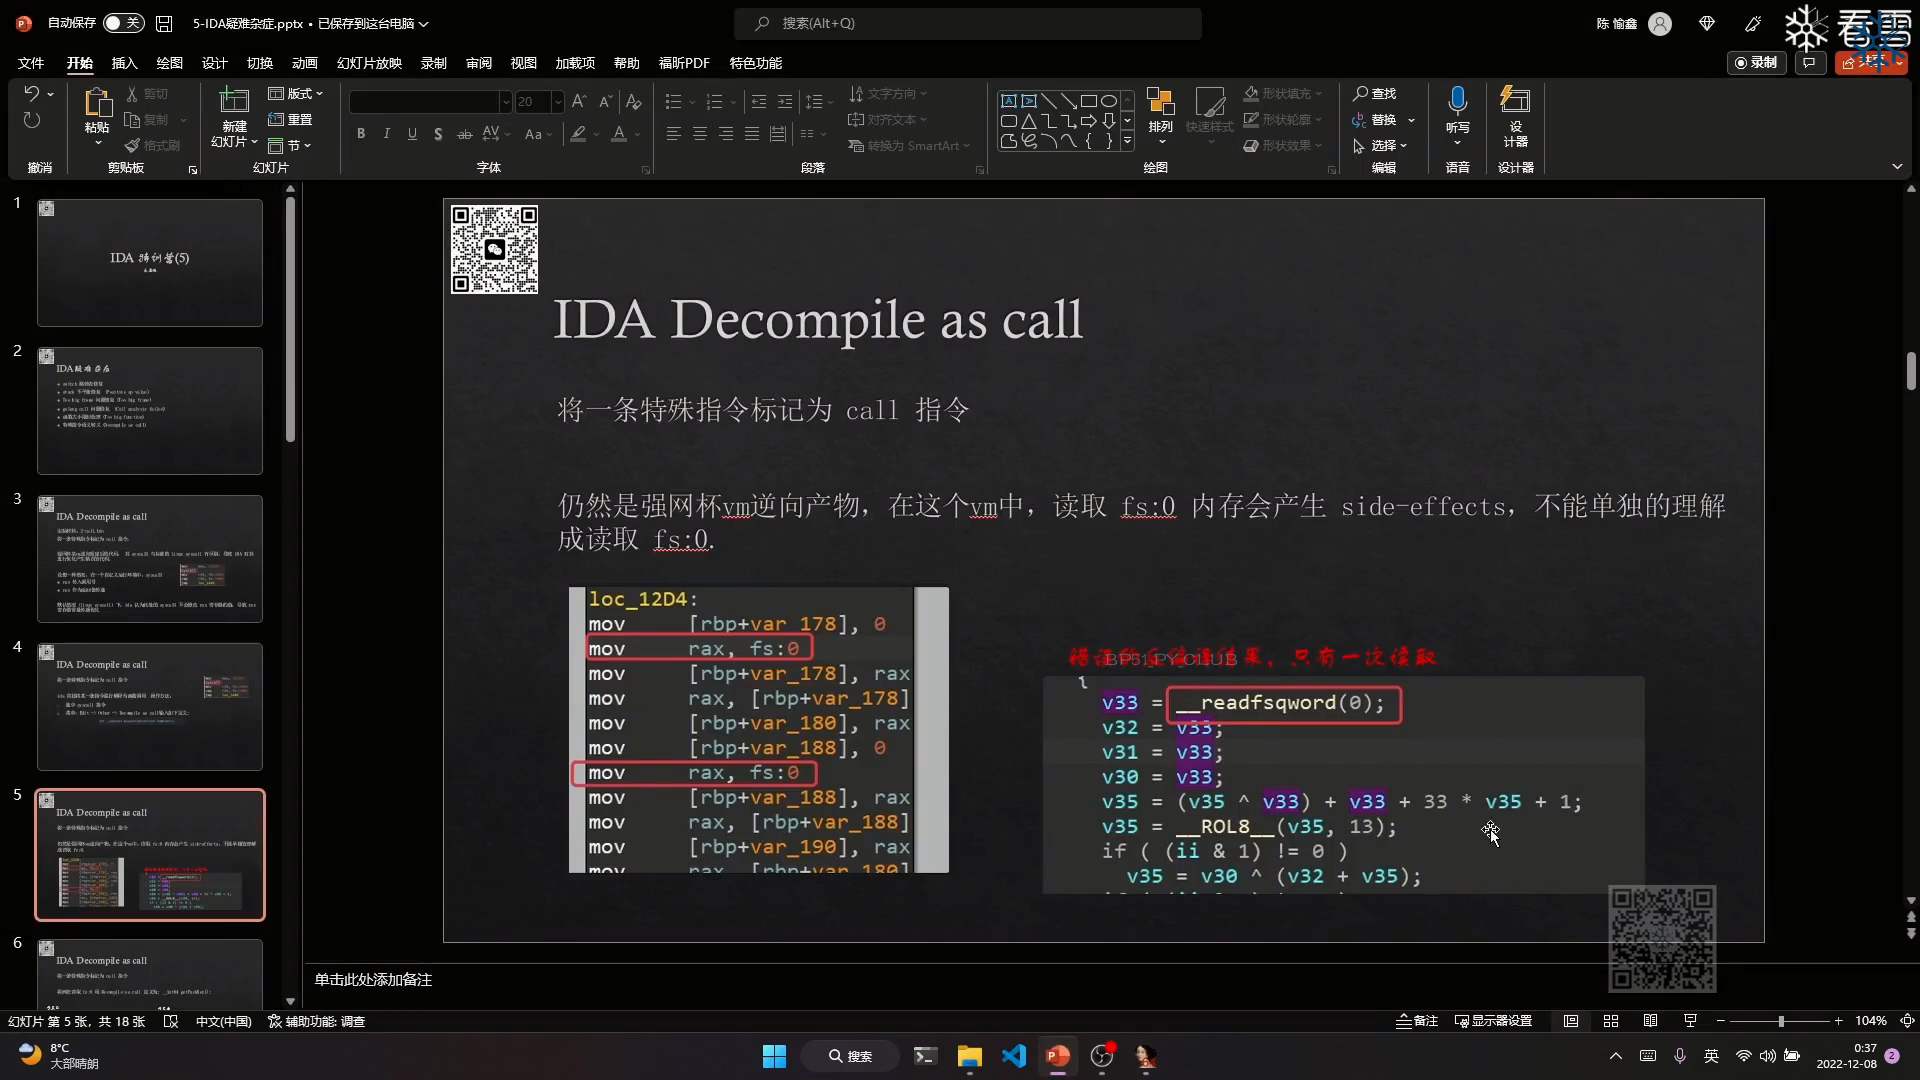 自动保存
关
5-IDA疑难杂症.pptx • 已保存到这台电脑
搜索(Alt+Q)
陈 愉鑫
看雪
文件
开始
插入
绘图
设计
切换
动画
幻灯片放映
录制
审阅
视图
加载项
帮助
福昕PDF
特色功能
录制
共享
粘贴
剪切
复制
格式刷
新建
幻灯片
版式
重置
节
20
文字方向
对齐文本
转换为 SmartArt
排列
快速样式
形状填充
形状轮廓
形状效果
查找
替换
选择
听写
设
计器
撤消
剪贴板
幻灯片
字体
段落
绘图
编辑
语音
设计器
1
IDA 特训营(5)
2
IDA疑难杂症
3
IDA Decompile as call
4
IDA Decompile as call
5
IDA Decompile as call
6
IDA Decompile as call
IDA Decompile as call
将一条特殊指令标记为 call 指令
仍然是强网杯vm逆向产物，在这个vm中，读取 fs:0 内存会产生 side-effects，不能单独的理解
成读取 fs:0.
loc_12D4:
mov [rbp+var_178], 0
mov rax, fs:0
mov [rbp+var_178], rax
mov rax, [rbp+var_178]
mov [rbp+var_180], rax
mov [rbp+var_188], 0
mov rax, fs:0
mov [rbp+var_188], rax
mov rax, [rbp+var_188]
mov [rbp+var_190], rax
mov rax, [rbp+var_180]
错误的反编译结果，只有一次读取
{
v33 = __readfsqword(0);
v32 = v33;
v31 = v33;
v30 = v33;
v35 = (v35 ^ v33) + v33 + 33 * v35 + 1;
v35 = __ROL8__(v35, 13);
if ( (ii & 1) != 0 )
v35 = v30 ^ (v32 + v35);
单击此处添加备注
幻灯片 第 5 张，共 18 张
中文(中国)
辅助功能: 调查
备注
显示器设置
104%
8°C
大部晴朗
搜索
英
0:37
2022-12-08
2